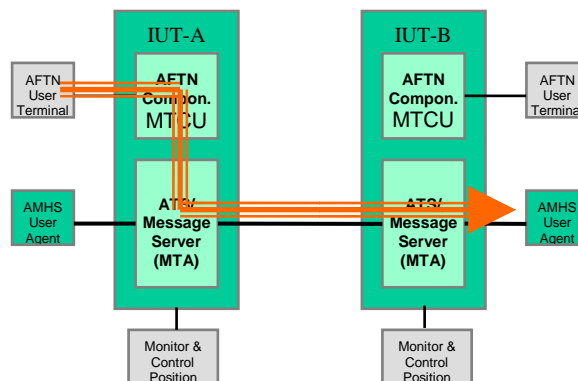 IUT-A
IUT-B
AFTN
User
Terminal
AFTN
Compon.
MTCU
AFTN
Compon.
MTCU
AFTN
User
Terminal
AMHS
User
Agent
ATS/
Message
Server
(MTA)
ATS/
Message
Server
(MTA)
AMHS
User
Agent
Monitor &
Control
Position
Monitor &
Control
Position